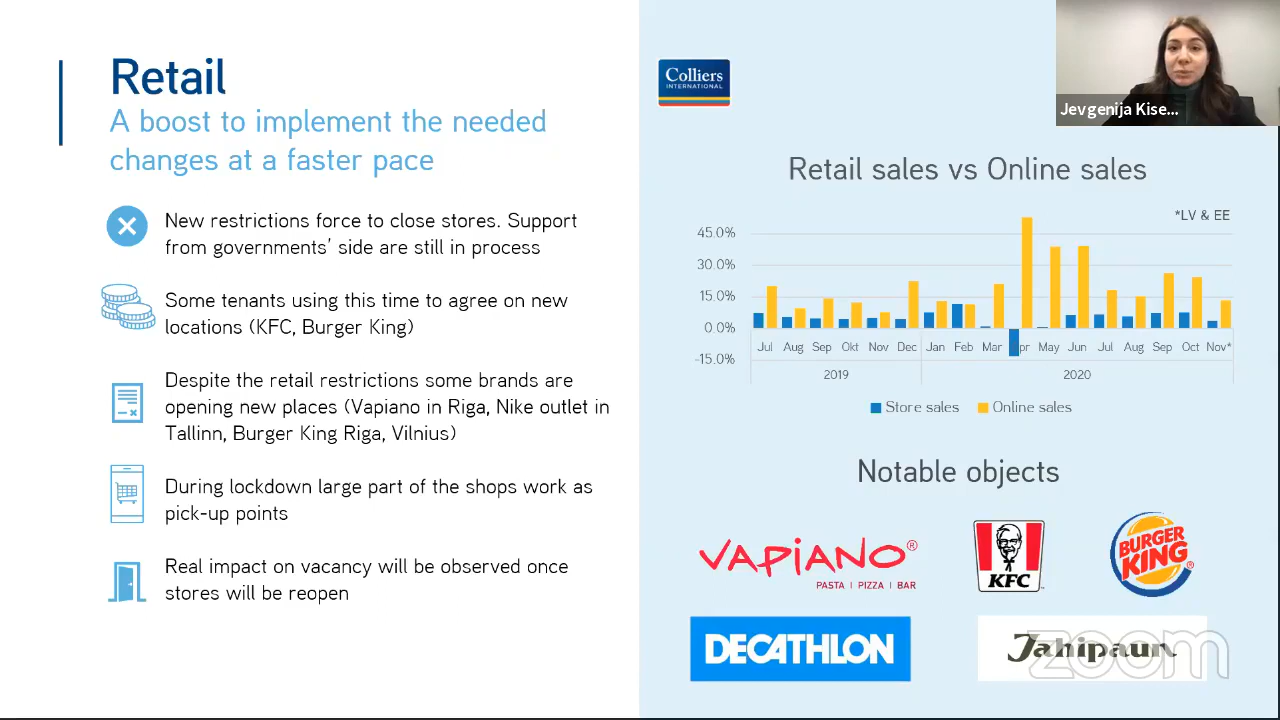 Retail
A boost to implement the needed
changes at a faster pace
New restrictions force to close stores. Support
from governments' side are still in process
Some tenants using this time to agree on new
locations (KFC, Burger King)
Despite the retail restrictions some brands are
opening new places (Vapiano in Riga, Nike outlet in
Tallinn, Burger King Riga, Vilnius)
During lockdown large part of the shops work as
pick-up points
Real impact on vacancy will be observed once
stores will be reopen
Colliers
INTERNATIONAL
Jevgenija Kise...
Retail sales vs Online sales
*LV & EE
45.0%
30.0%
15.0%
0.0%
-15.0%
Jul Aug Sep Okt Nov Dec Jan Feb Mar Apr May Jun Jul Aug Sep Oct Nov*
2019 2020
Store sales Online sales
Notable objects
VAPIANO®
PASTA | PIZZA | BAR
KFC
BURGER
KING®
DECATHLON
Jahipaun
zoom